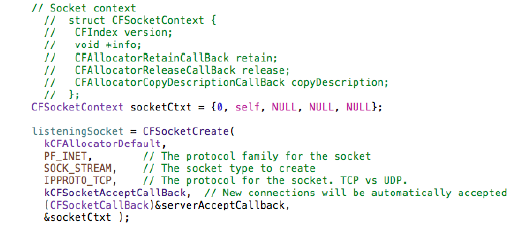 // Socket context
// struct CFSocketContext {
// CFIndex version;
// void *info;
// CFAllocatorRetainCallBack retain;
// CFAllocatorReleaseCallBack release;
// CFAllocatorCopyDescriptionCallBack copyDescription;
// };
CFSocketContext socketCtxt = {0, self, NULL, NULL, NULL};
listeningSocket = CFSocketCreate(
kCFAllocatorDefault,
PF_INET, // The protocol family for the socket
SOCK_STREAM, // The socket type to create
IPPROTO_TCP, // The protocol for the socket. TCP vs UDP.
kCFSocketAcceptCallBack, // New connections will be automatically accepted
(CFSocketCallBack)&serverAcceptCallback,
&socketCtxt );